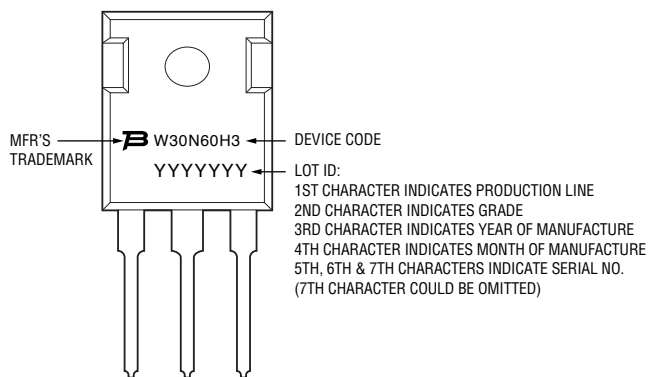 MFR'S
TRADEMARK
W30N60H3
DEVICE CODE
YYYYYYY
LOT ID:
1ST CHARACTER INDICATES PRODUCTION LINE
2ND CHARACTER INDICATES GRADE
3RD CHARACTER INDICATES YEAR OF MANUFACTURE
4TH CHARACTER INDICATES MONTH OF MANUFACTURE
5TH, 6TH & 7TH CHARACTERS INDICATE SERIAL NO.
(7TH CHARACTER COULD BE OMITTED)